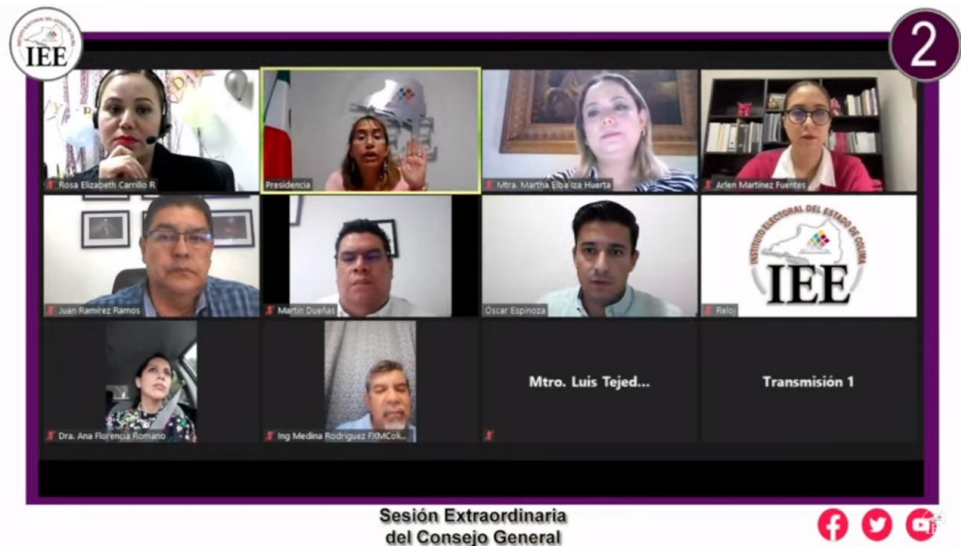 IEE
2
Rosa Elizabeth Carrillo R
Presidencia
Mtra. Martha Elba Iza Huerta
Arlen Martínez Fuentes
Juan Ramírez Ramos
Martín Dueñas
Oscar Espinoza
INSTITUTO ELECTORAL DEL ESTADO DE COLIMA
IEE
Reloj
Dra. Ana Florencia Romano
Ing Medina Rodriguez FXMColi...
Mtro. Luis Tejed...
Transmisión 1
Sesión Extraordinaria
del Consejo General